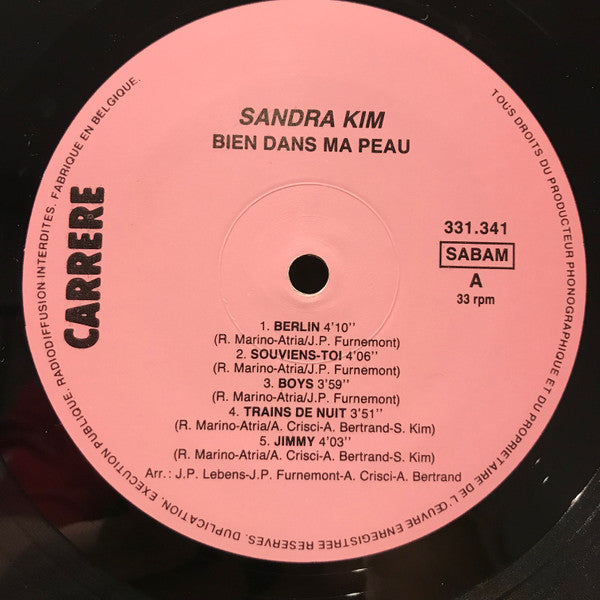 SANDRA KIM
BIEN DANS MA PEAU
CARRERE
331.341
SABAM
A
33 rpm
1. BERLIN 4'10''
(R. Marino-Atria/J.P. Furnemont)
2. SOUVIENS-TOI 4'06''
(R. Marino-Atria/J.P. Furnemont)
3. BOYS 3'59''
(R. Marino-Atria/J.P. Furnemont)
4. TRAINS DE NUIT 3'51''
(R. Marino-Atria/A. Crisci-A. Bertrand-S. Kim)
5. JIMMY 4'03''
(R. Marino-Atria/A. Crisci-A. Bertrand-S. Kim)
Arr.: J.P. Lebens-J.P. Furnemont-A. Crisci-A. Bertrand
TOUS DROITS DU PRODUCTEUR PHONOGRAPHIQUE ET DU PROPRIETAIRE DE L'ŒUVRE ENREGISTREE RESERVES. DUPLICATION, EXECUTION PUBLIQUE, RADIODIFFUSION INTERDITES. FABRIQUE EN BELGIQUE.